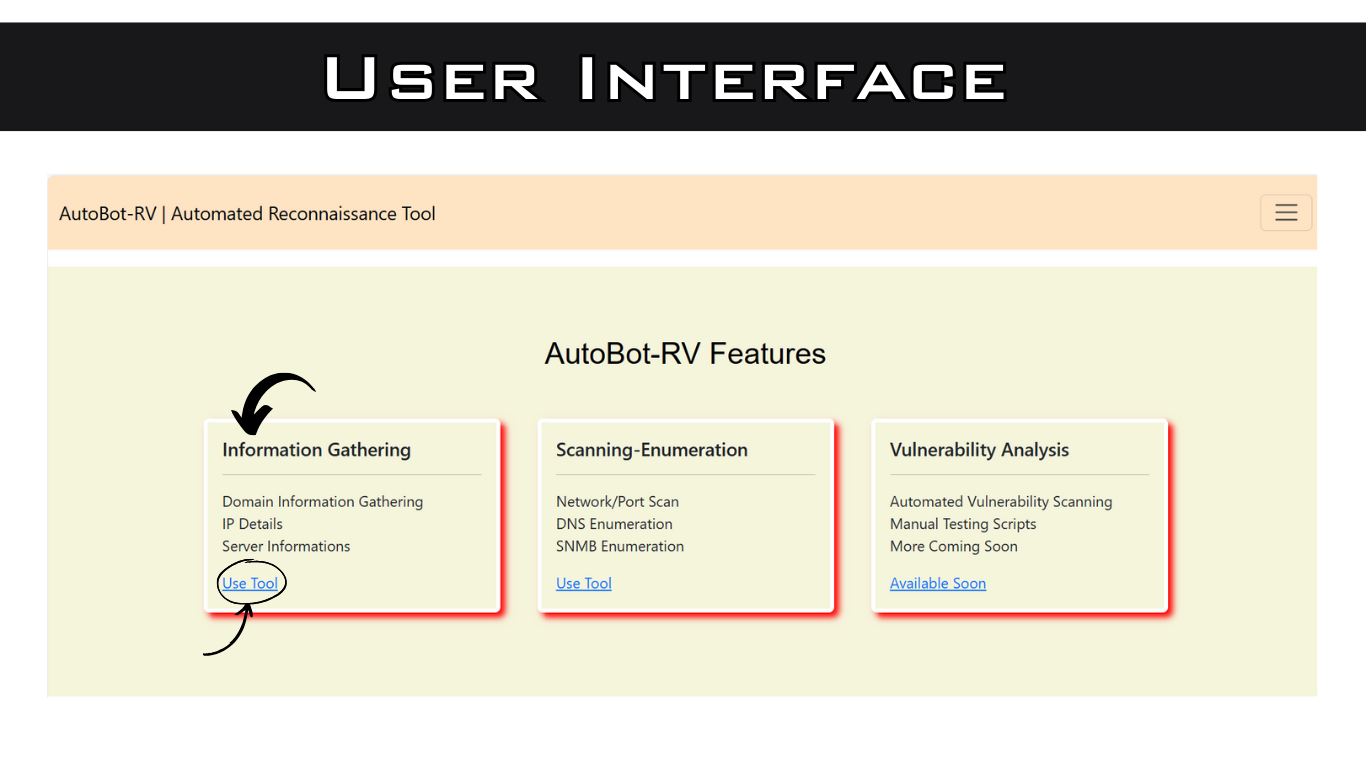 User Interface
AutoBot-RV | Automated Reconnaissance Tool
AutoBot-RV Features
Information Gathering
Domain Information Gathering
IP Details
Server Informations
Use Tool
Scanning-Enumeration
Network/Port Scan
DNS Enumeration
SNMB Enumeration
Use Tool
Vulnerability Analysis
Automated Vulnerability Scanning
Manual Testing Scripts
More Coming Soon
Available Soon